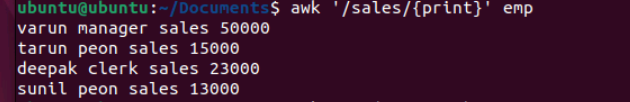 ubuntu@ubuntu:~/Documents$ awk '/sales/{print}' emp
varun manager sales 50000
tarun peon sales 15000
deepak clerk sales 23000
sunil peon sales 13000